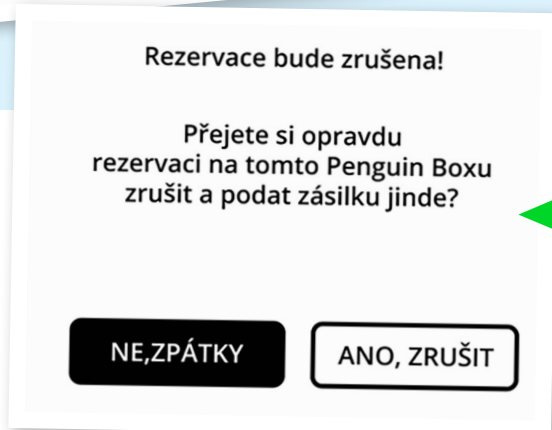 Rezervace bude zrušena!
Přejete si opravdu
rezervaci na tomto Penguin Boxu
zrušit a podat zásilku jinde?
NE,ZPÁTKY
ANO, ZRUŠIT